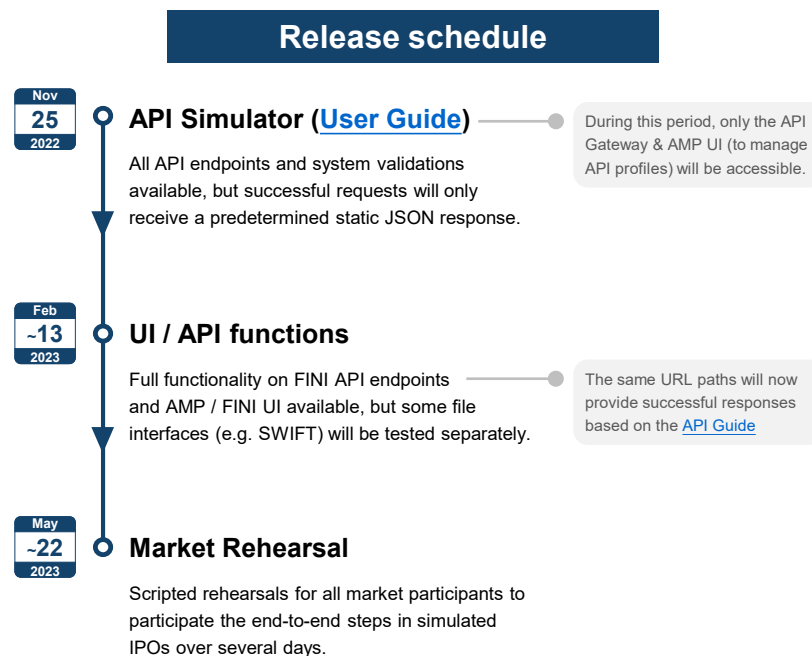 Release schedule
Nov
25
2022
API Simulator (User Guide)
All API endpoints and system validations
available, but successful requests will only
receive a predetermined static JSON response.
During this period, only the API
Gateway & AMP UI (to manage
API profiles) will be accessible.
Feb
~13
2023
UI / API functions
Full functionality on FINI API endpoints
and AMP / FINI UI available, but some file
interfaces (e.g. SWIFT) will be tested separately.
The same URL paths will now
provide successful responses
based on the API Guide
May
~22
2023
Market Rehearsal
Scripted rehearsals for all market participants to
participate the end-to-end steps in simulated
IPOs over several days.